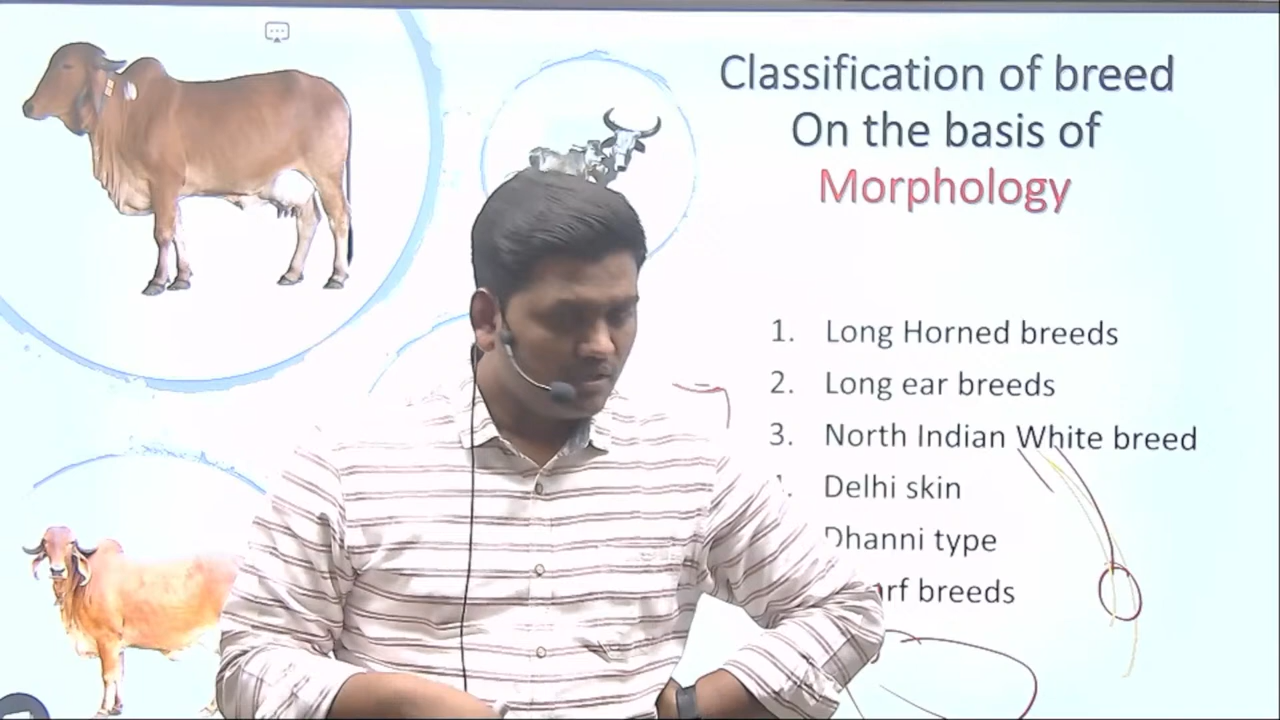 Classification of breed
On the basis of
Morphology
1. Long Horned breeds
2. Long ear breeds
3. North Indian White breed
Delhi skin
Dhanni type
breeds